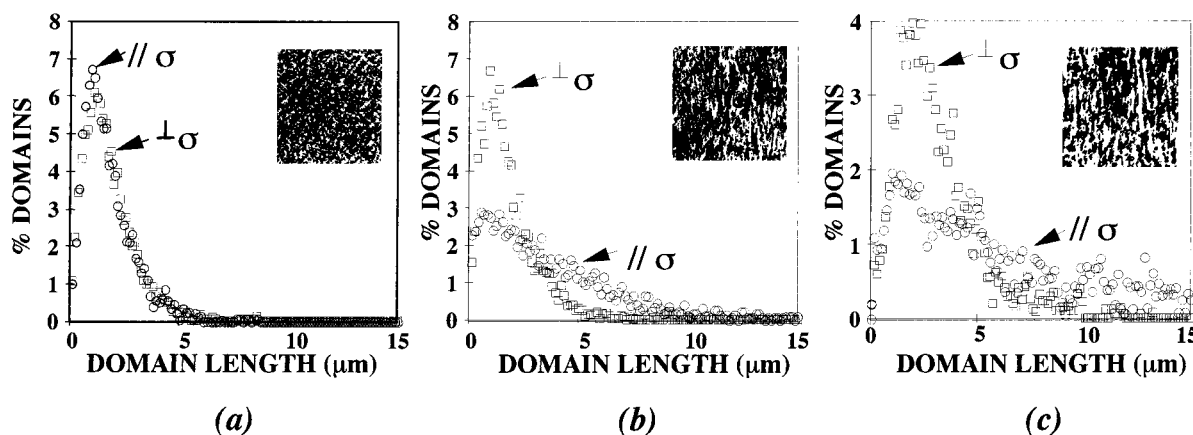 8
7
6
5
4
3
2
1
0
% DOMAINS
// σ
⊥ σ
0
5
10
15
DOMAIN LENGTH (μm)
(a)
8
7
6
5
4
3
2
1
0
% DOMAINS
⊥ σ
// σ
0
5
10
15
DOMAIN LENGTH (μm)
(b)
4
3
2
1
0
% DOMAINS
⊥ σ
// σ
0
5
10
15
DOMAIN LENGTH (μm)
(c)